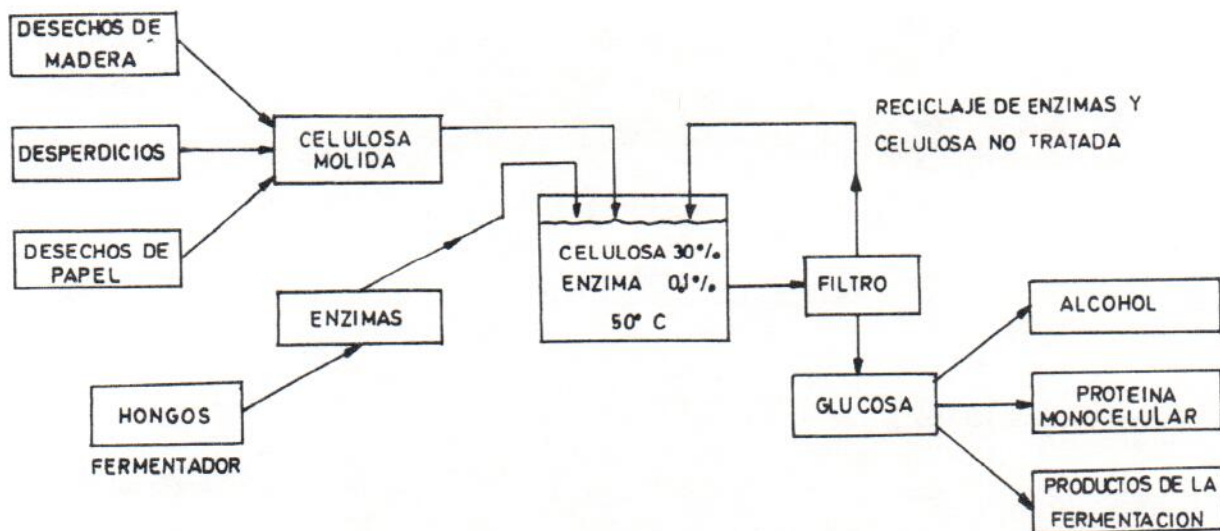 DESECHOS DE
MADERA
DESPERDICIOS
DESECHOS DE
PAPEL
CELULOSA
MOLIDA
HONGOS
FERMENTADOR
ENZIMAS
CELULOSA 30%
ENZIMA 0,1%
50° C
RECICLAJE DE ENZIMAS Y
CELULOSA NO TRATADA
FILTRO
GLUCOSA
ALCOHOL
PROTEINA
MONOCELULAR
PRODUCTOS DE LA
FERMENTACION